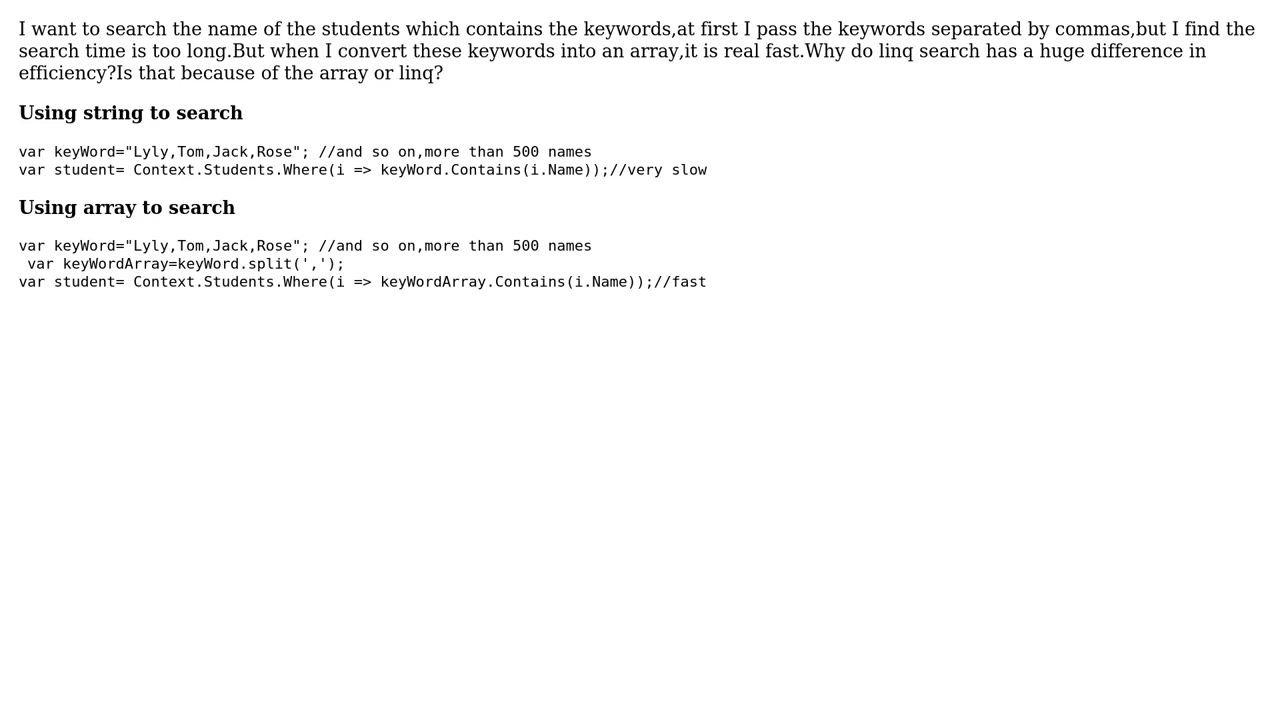 I want to search the name of the students which contains the keywords,at first I pass the keywords separated by commas,but I find the
search time is too long.But when I convert these keywords into an array,it is real fast.Why do linq search has a huge difference in
efficiency?Is that because of the array or linq?
Using string to search
var keyWord="Lyly,Tom,Jack,Rose"; //and so on,more than 500 names
var student= Context.Students.Where(i => keyWord.Contains(i.Name));//very slow
Using array to search
var keyWord="Lyly,Tom,Jack,Rose"; //and so on,more than 500 names
 var keyWordArray=keyWord.split(',');
var student= Context.Students.Where(i => keyWordArray.Contains(i.Name));//fast